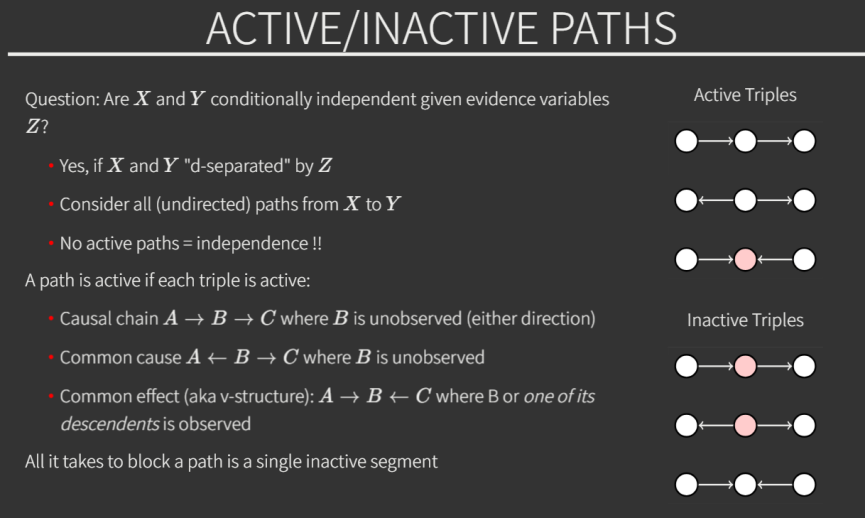 ACTIVE/INACTIVE PATHS
Question: Are X and Y conditionally independent given evidence variables
Z?
• Yes, if X and Y "d-separated" by Z
• Consider all (undirected) paths from X to Y
• No active paths = independence !!
A path is active if each triple is active:
• Causal chain A → B → C where B is unobserved (either direction)
• Common cause A ← B → C where B is unobserved
• Common effect (aka v-structure): A → B ← C where B or one of its
descendents is observed
All it takes to block a path is a single inactive segment
Active Triples
Inactive Triples